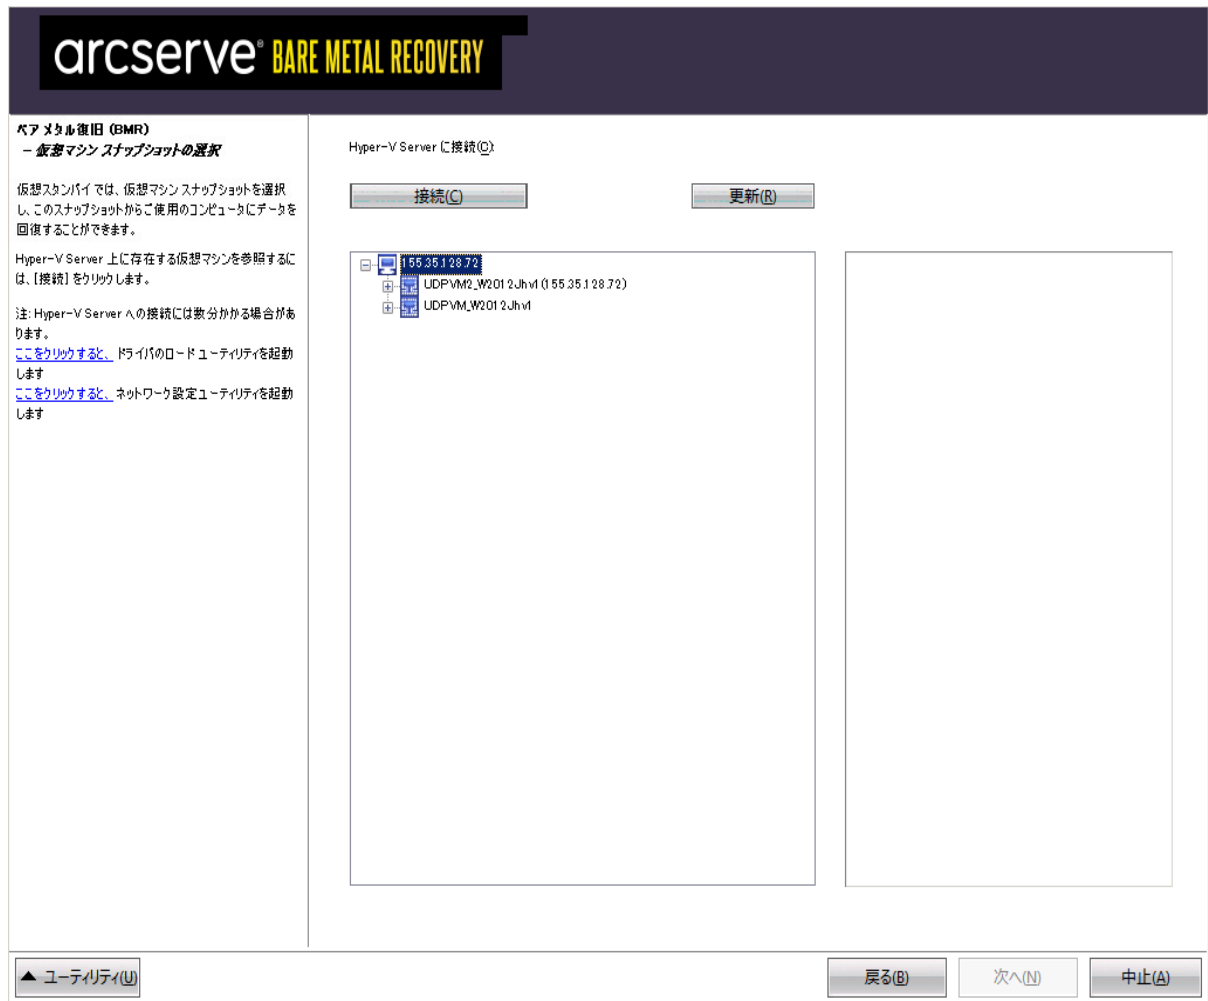 arcserve® BARE METAL RECOVERY
ベアメタル復旧 (BMR)
- 仮想マシン スナップショットの選択
仮想スタンバイ では、仮想マシン スナップショットを選択
し、このスナップショットからご使用のコンピュータにデータを
回復することができます。
Hyper-V Server 上に存在する仮想マシンを参照するに
は、[接続] をクリックします。
注: Hyper-V Server への接続には数分かかる場合があ
ります。
ここをクリックすると、 ドライバのロード ユーティリティを起動
します
ここをクリックすると、 ネットワーク設定ユーティリティを起動
します
Hyper-V Server に接続(C):
接続(C)
更新(R)
155.35.128.72
UDPVM2_W2012Jhv1 (155.35.128.72)
UDPVM_W2012Jhv1
▲ ユーティリティ(U)
戻る(B)
次へ(N)
中止(A)